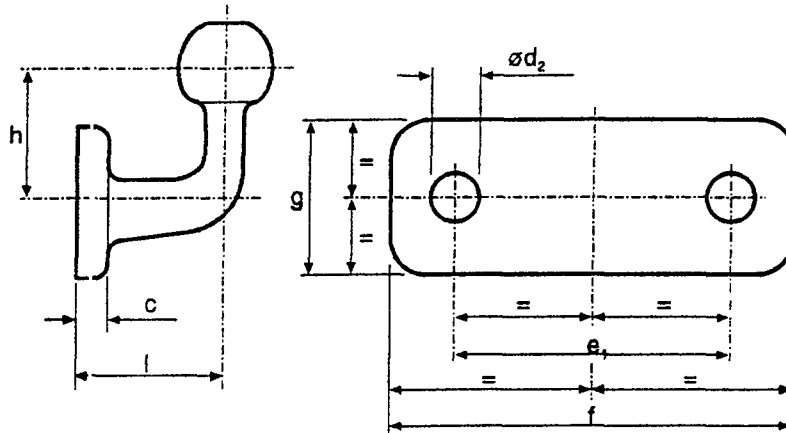 ød₂
h
=
g
=
c
=
=
l
e₁
=
=
f